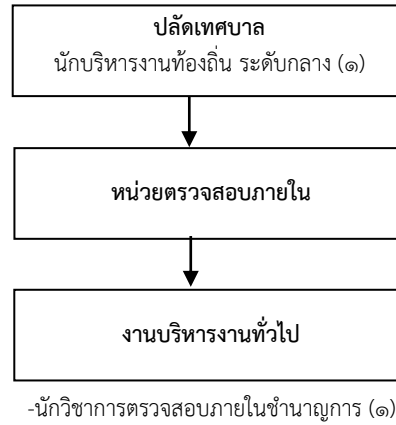 ปลัดเทศบาล
นักบริหารงานท้องถิ่น ระดับกลาง (๑)
หน่วยตรวจสอบภายใน
งานบริหารงานทั่วไป
-นักวิชาการตรวจสอบภายในชำนาญการ (๑)